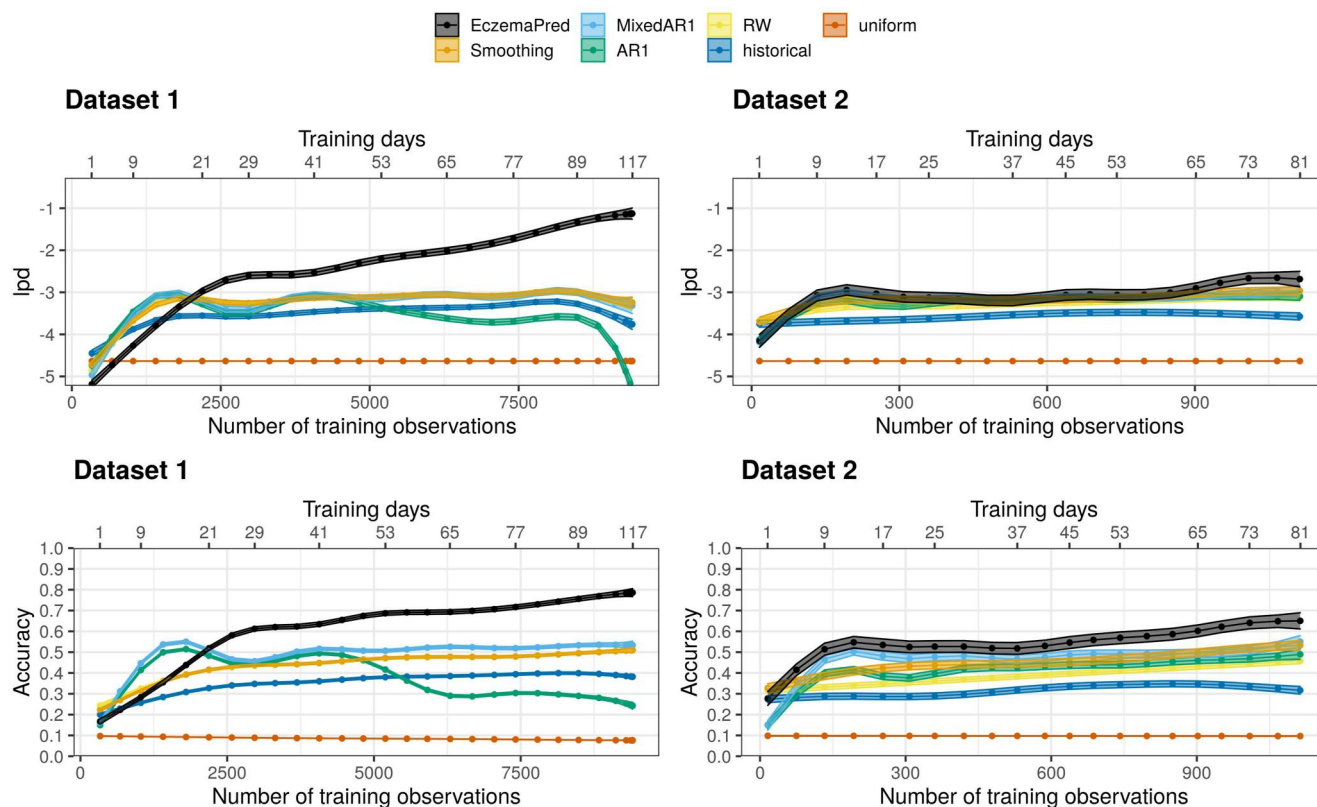 EczemaPred MixedAR1 RW uniform
Smoothing AR1 historical
Dataset 1
Training days
1 9 21 29 41 53 65 77 89 117
lpd
-1
-2
-3
-4
-5
0 2500 5000 7500
Number of training observations
Dataset 2
Training days
1 9 17 25 37 45 53 65 73 81
lpd
-1
-2
-3
-4
-5
0 300 600 900
Number of training observations
Dataset 1
Training days
1 9 21 29 41 53 65 77 89 117
Accuracy
1.0
0.9
0.8
0.7
0.6
0.5
0.4
0.3
0.2
0.1
0.0
0 2500 5000 7500
Number of training observations
Dataset 2
Training days
1 9 17 25 37 45 53 65 73 81
Accuracy
1.0
0.9
0.8
0.7
0.6
0.5
0.4
0.3
0.2
0.1
0.0
0 300 600 900
Number of training observations